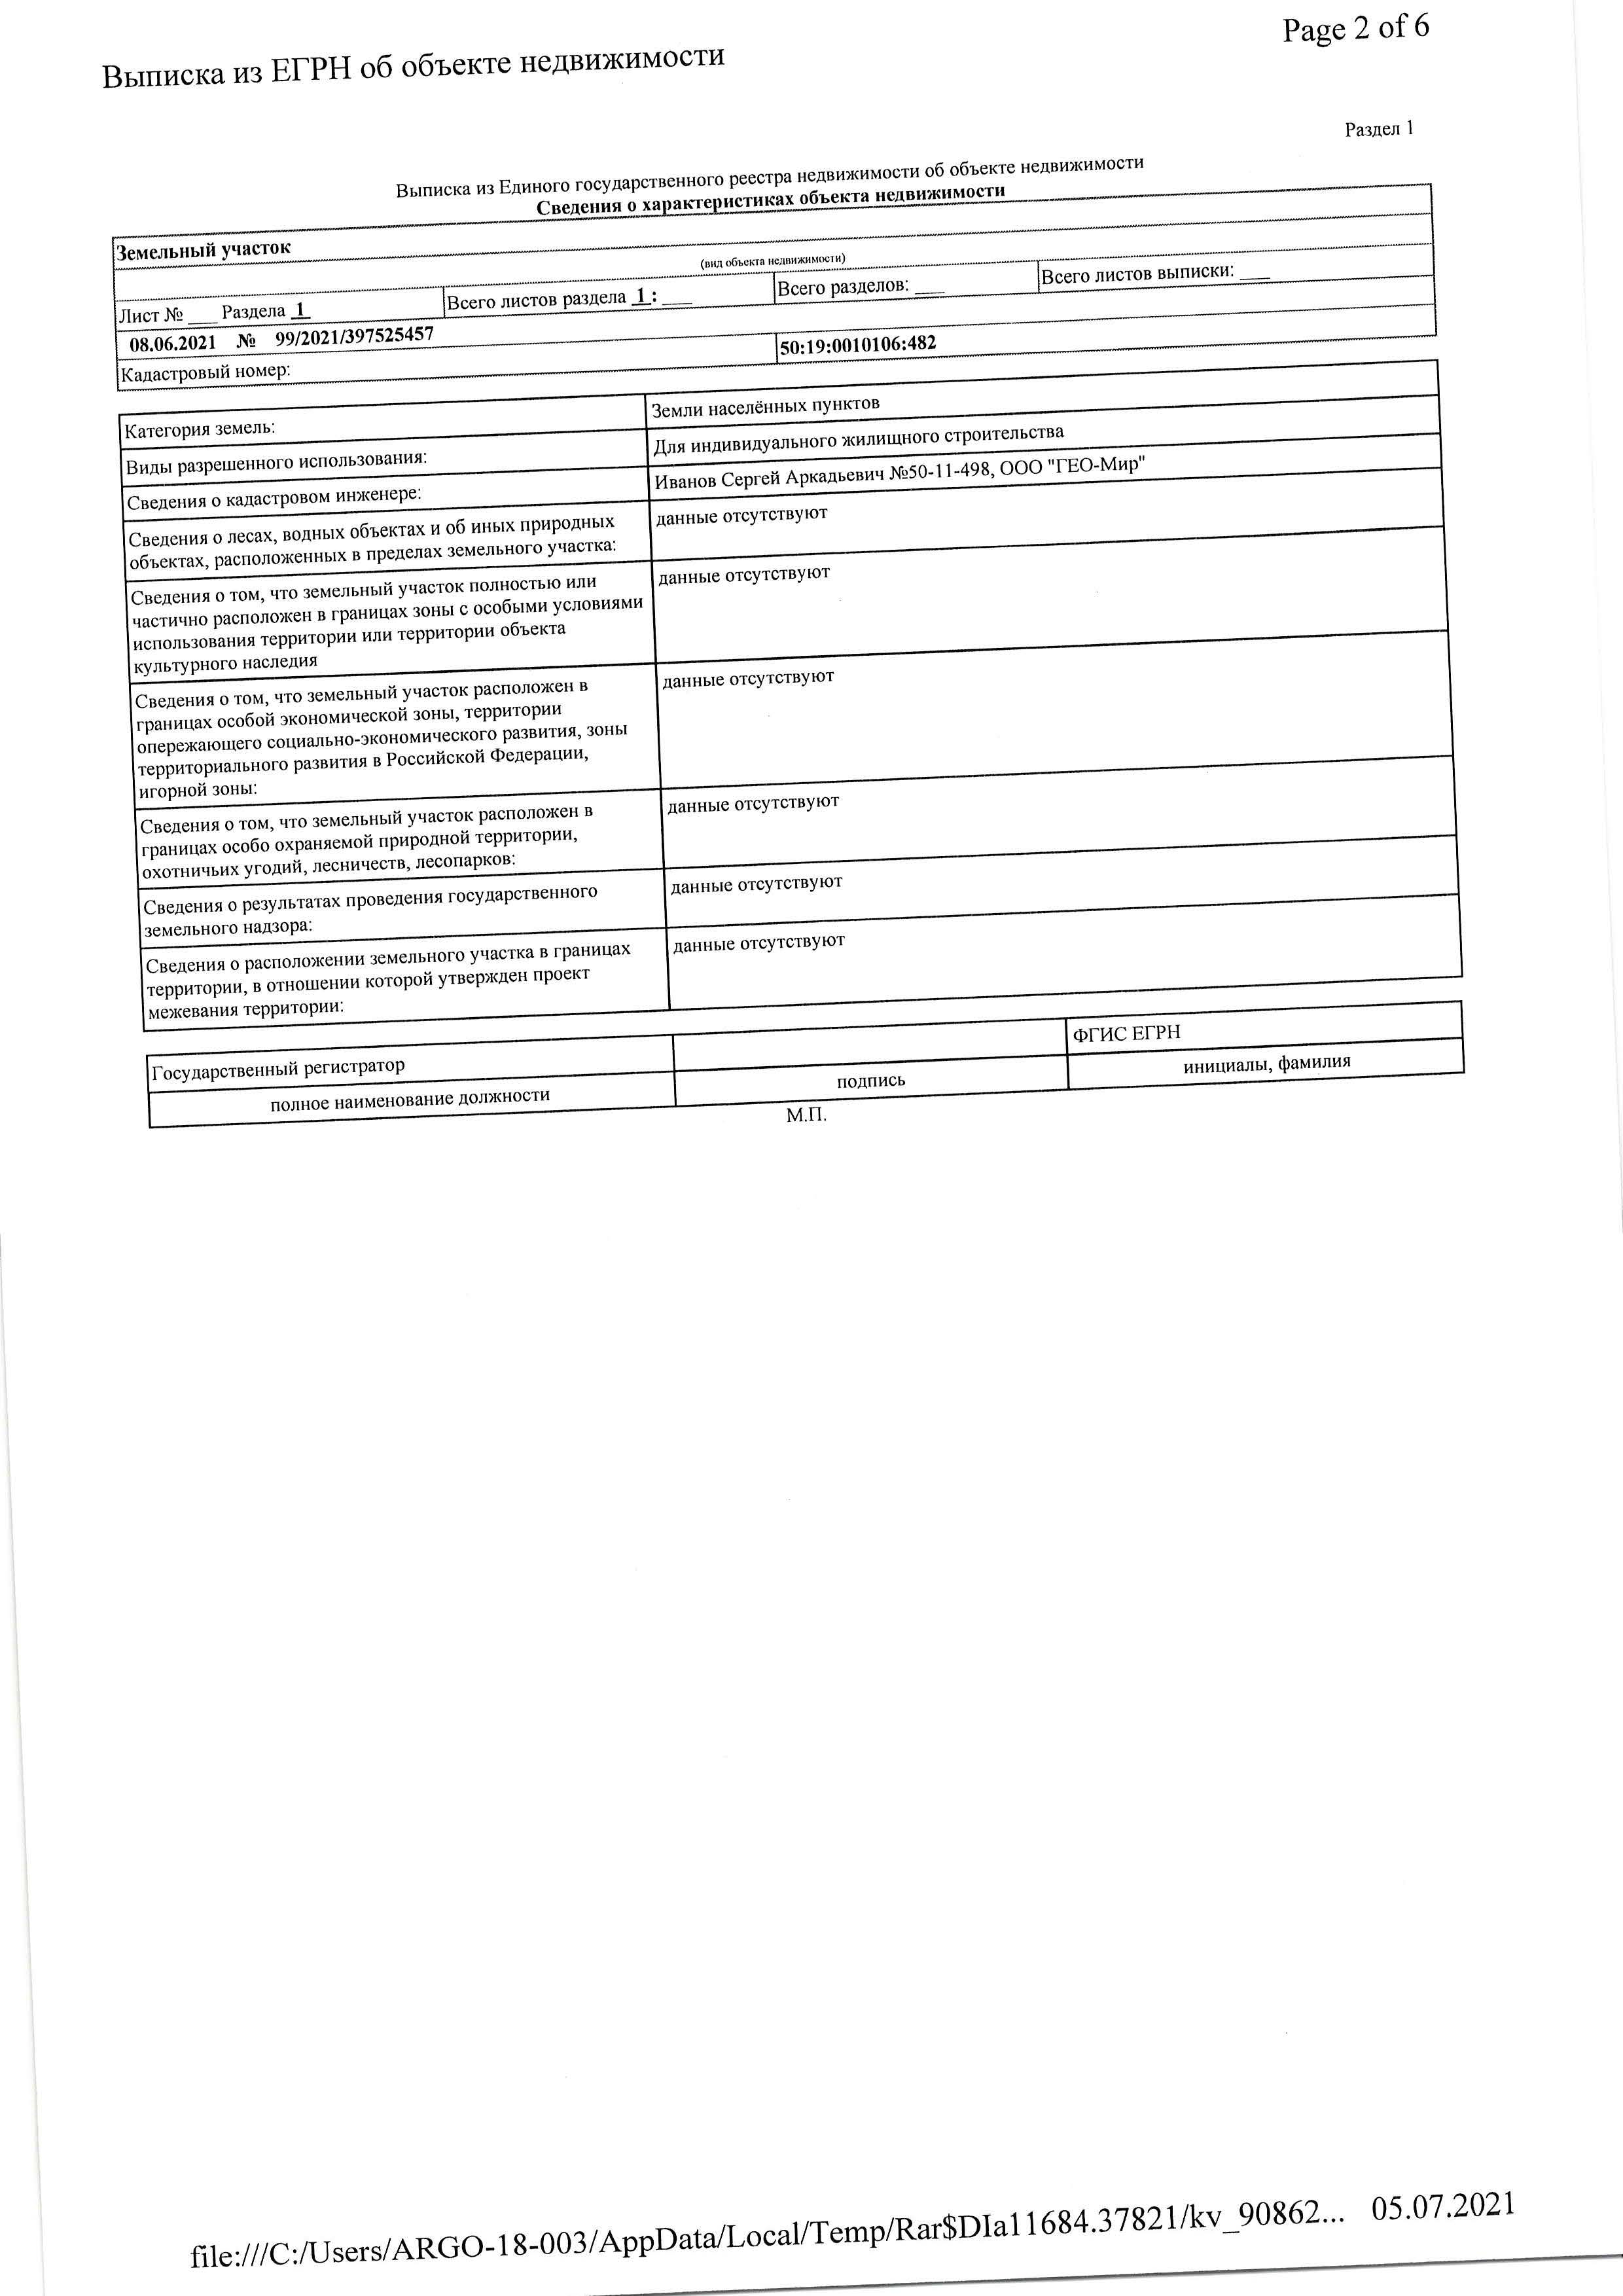 Выписка из ЕГРН об объекте недвижимости
Page 2 of 6
Раздел 1
Выписка из Единого государственного реестра недвижимости об объекте недвижимости
Сведения о характеристиках объекта недвижимости
Земельный участок
(вид объекта недвижимости)
Лист № ___ Раздела 1
Всего листов раздела 1 : ___
Всего разделов: ___
Всего листов выписки: ___
08.06.2021 № 99/2021/397525457
Кадастровый номер:
50:19:0010106:482
Категория земель:
Земли населённых пунктов
Виды разрешенного использования:
Для индивидуального жилищного строительства
Сведения о кадастровом инженере:
Иванов Сергей Аркадьевич №50-11-498, ООО "ГЕО-Мир"
Сведения о лесах, водных объектах и об иных природных
объектах, расположенных в пределах земельного участка:
данные отсутствуют
Сведения о том, что земельный участок полностью или
частично расположен в границах зоны с особыми условиями
использования территории или территории объекта
культурного наследия
данные отсутствуют
Сведения о том, что земельный участок расположен в
границах особой экономической зоны, территории
опережающего социально-экономического развития, зоны
территориального развития в Российской Федерации,
игорной зоны:
данные отсутствуют
Сведения о том, что земельный участок расположен в
границах особо охраняемой природной территории,
охотничьих угодий, лесничеств, лесопарков:
данные отсутствуют
Сведения о результатах проведения государственного
земельного надзора:
данные отсутствуют
Сведения о расположении земельного участка в границах
территории, в отношении которой утвержден проект
межевания территории:
данные отсутствуют
Государственный регистратор
ФГИС ЕГРН
полное наименование должности
подпись
инициалы, фамилия
М.П.
file:///C:/Users/ARGO-18-003/AppData/Local/Temp/Rar$DIa11684.37821/kv_90862... 05.07.2021